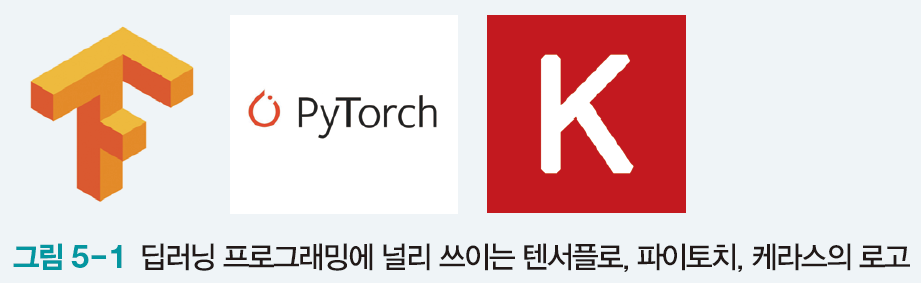 PyTorch
K
그림 5-1 딥러닝 프로그래밍에 널리 쓰이는 텐서플로, 파이토치, 케라스의 로고